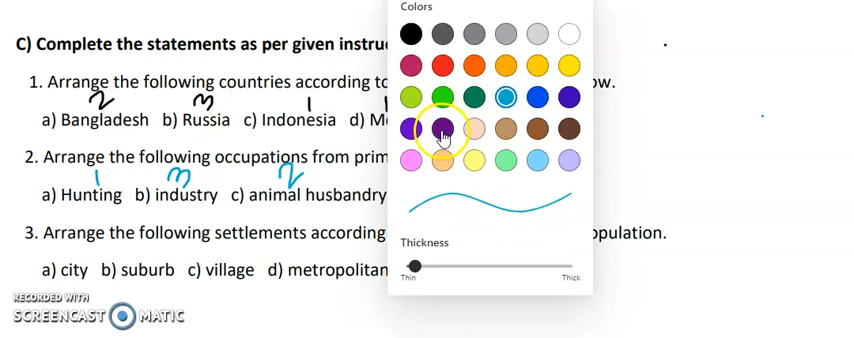 Colors
C) Complete the statements as per given instru
1. Arrange the following countries according to ow.
2 3 1
a) Bangladesh b) Russia c) Indonesia d) M
2. Arrange the following occupations from prim
1 3 2
a) Hunting b) industry c) animal husbandry
3. Arrange the following settlements according opulation.
Thickness
a) city b) suburb c) village d) metropolitan
Thin Thick
RECORDED WITH
SCREENCAST MATIC